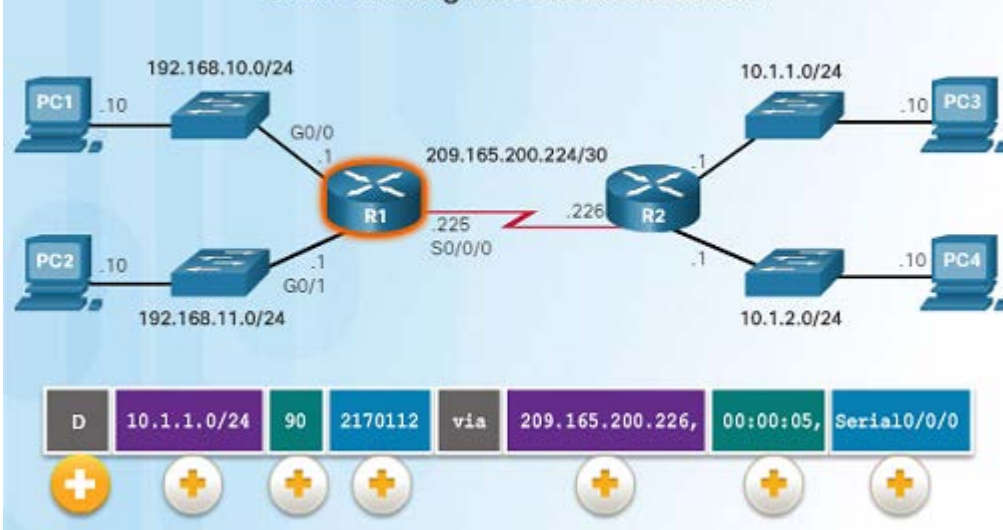 192.168.10.0/24
10.1.1.0/24
PC1
.10
.10
PC3
G0/0
.1
209.165.200.224/30
.1
R1
.225
.226
R2
S0/0/0
PC2
.10
.1
G0/1
.1
.10
PC4
192.168.11.0/24
10.1.2.0/24
D 10.1.1.0/24 90 2170112 via 209.165.200.226, 00:00:05, Serial0/0/0